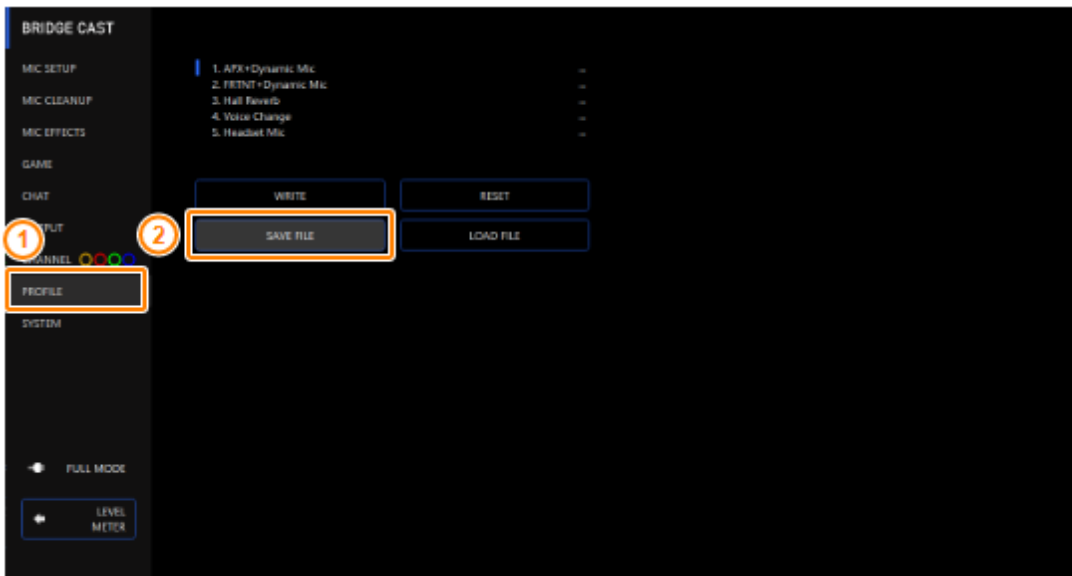 BRIDGE CAST
MIC SETUP
MIC CLEANUP
MIC EFFECTS
GAME
CHAT
1
PUT
ANNEL
PROFILE
SYSTEM
FULL MODE
LEVEL
METER
1. APX+Dynamic Mic
2. FRTNT+Dynamic Mic
3. Hall Reverb
4. Voice Change
5. Headset Mic
WRITE
RESET
2
SAVE FILE
LOAD FILE